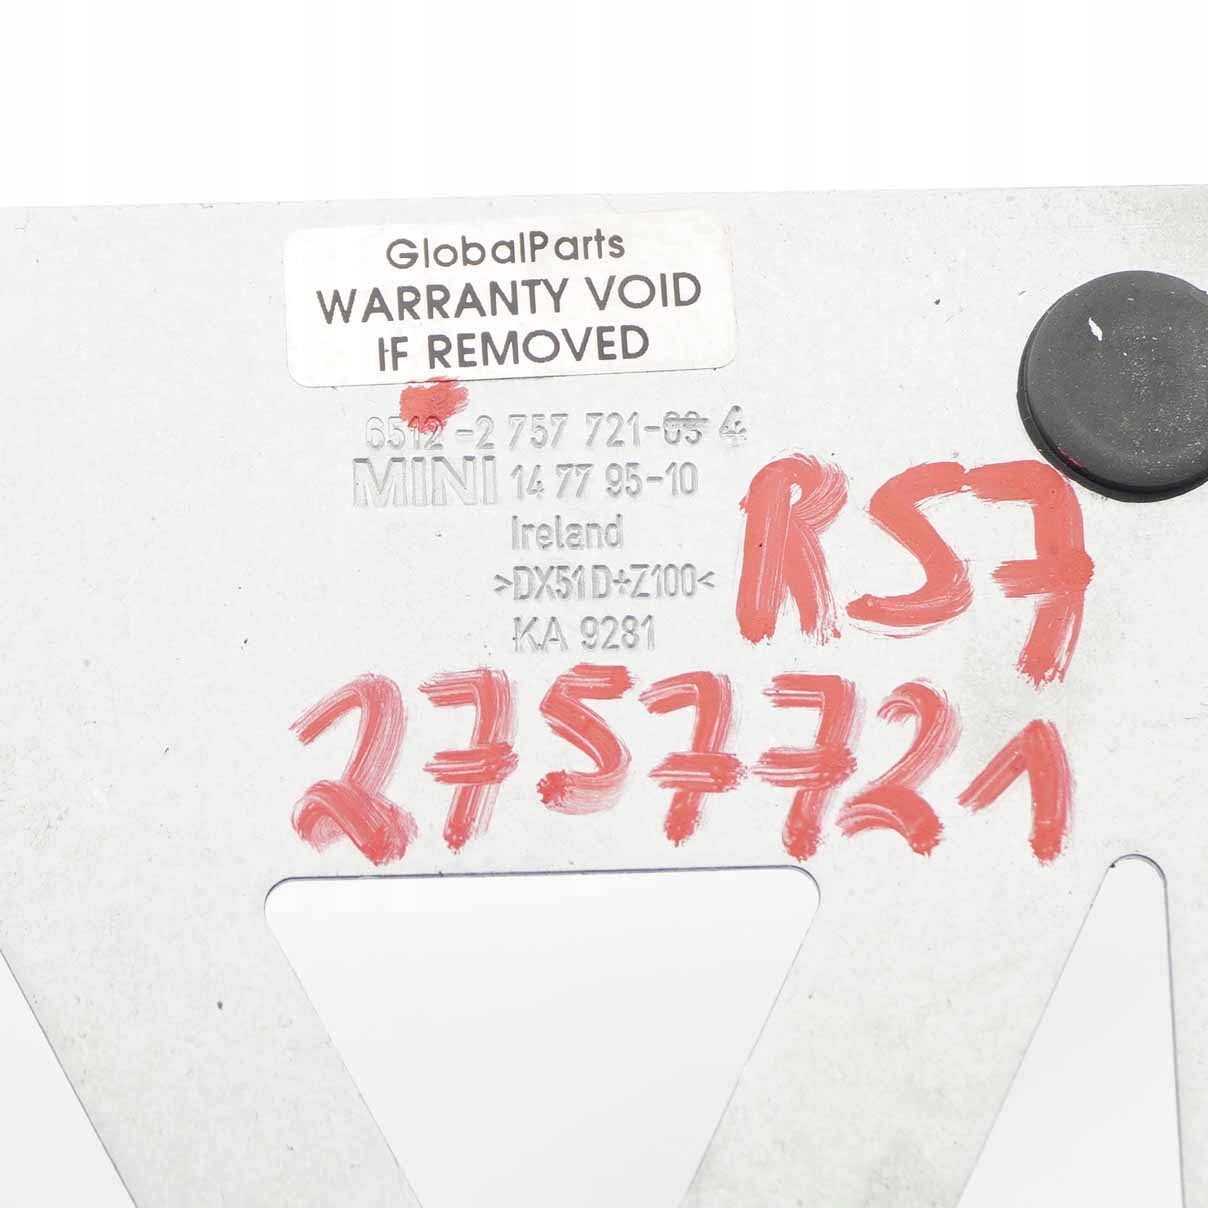 GlobalParts
WARRANTY VOID
IF REMOVED
6512-2 757 721-03 4
MINI 14 77 95-10
Ireland
>DX51D+Z100<
KA 9281
RS7
2757721